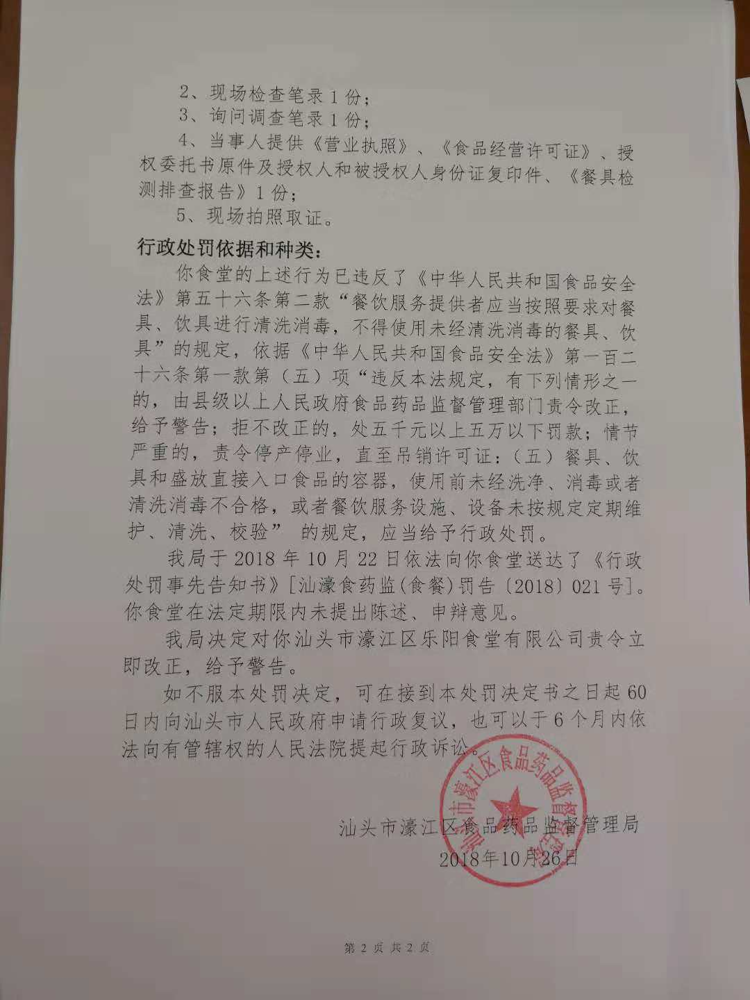 2、现场检查笔录1份；
3、询问调查笔录1份；
4、当事人提供《营业执照》、《食品经营许可证》、授
权委托书原件及授权人和被授权人身份证复印件、《餐具检
测排查报告》1份；
5、现场拍照取证。
行政处罚依据和种类：
你食堂的上述行为已违反了《中华人民共和国食品安全
法》第五十六条第二款“餐饮服务提供者应当按照要求对餐
具、饮具进行清洗消毒，不得使用未经清洗消毒的餐具、饮
具”的规定，依据《中华人民共和国食品安全法》第一百二
十六条第一款第（五）项“违反本法规定，有下列情形之一
的，由县级以上人民政府食品药品监督管理部门责令改正，
给予警告；拒不改正的，处五千元以上五万以下罚款；情节
严重的，责令停产停业，直至吊销许可证：（五）餐具、饮
具和盛放直接入口食品的容器，使用前未经洗净、消毒或者
清洗消毒不合格，或者餐饮服务设施、设备未按规定定期维
护、清洗、校验” 的规定，应当给予行政处罚。
我局于2018年10月22日依法向你食堂送达了《行政
处罚事先告知书》[汕濠食药监(食餐)罚告〔2018〕021号]。
你食堂在法定期限内未提出陈述、申辩意见。
我局决定对你汕头市濠江区乐阳食堂有限公司责令立
即改正，给予警告。
如不服本处罚决定，可在接到本处罚决定书之日起60
日内向汕头市人民政府申请行政复议，也可以于6个月内依
法向有管辖权的人民法院提起行政诉讼。
汕头市濠江区食品药品监督管理局
汕头市濠江区食品药品监督管理局
2018年10月26日
第 2 页 共 2 页